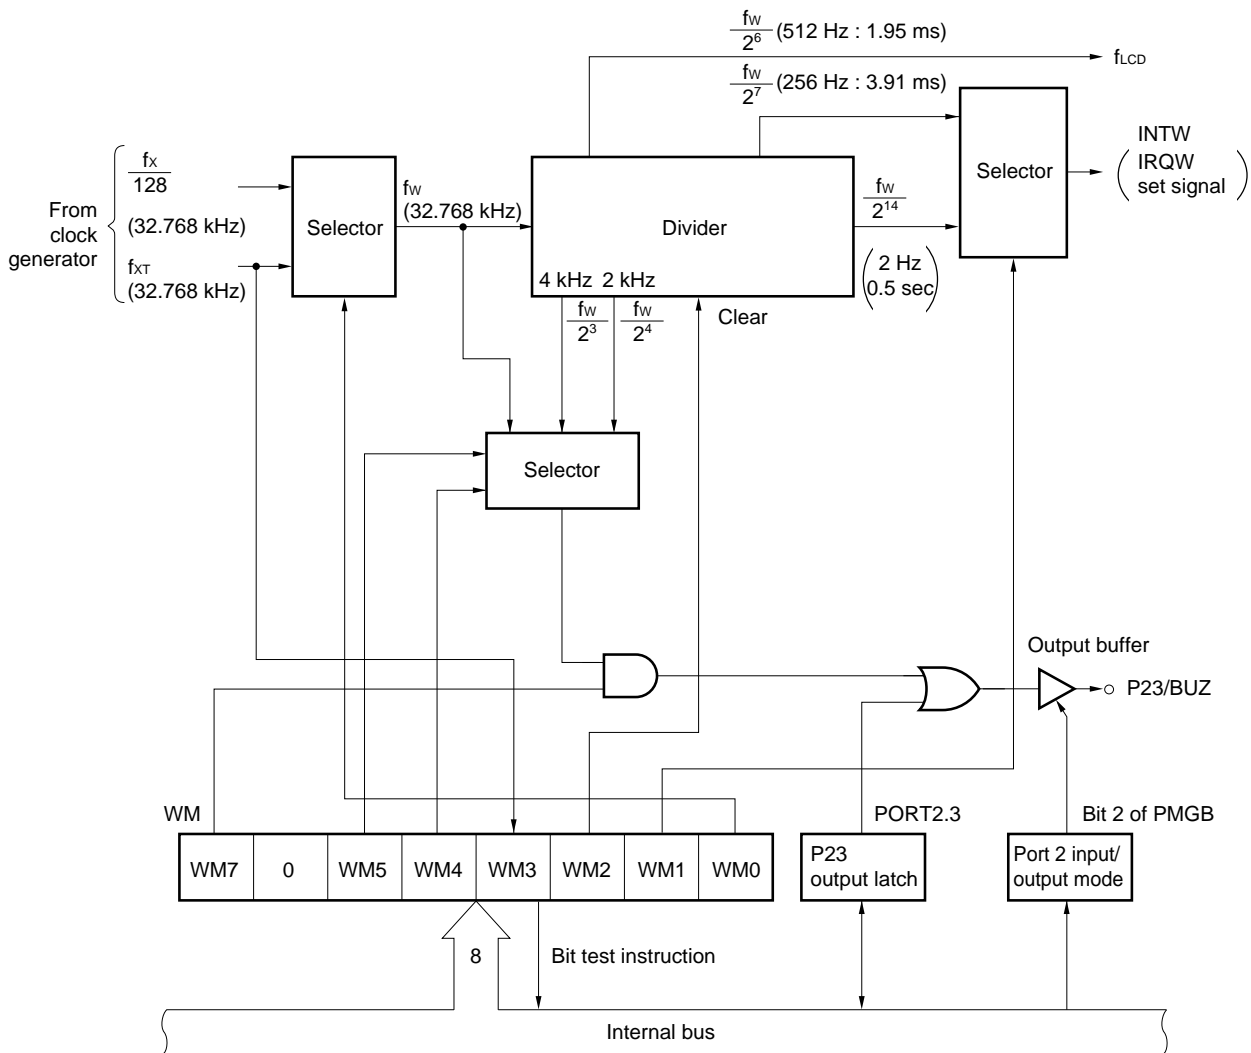 fW/2^6 (512 Hz : 1.95 ms)
fLCD
fW/2^7 (256 Hz : 3.91 ms)
INTW
IRQW
set signal
Selector
From
clock
generator
fX/128
(32.768 kHz)
fXT
(32.768 kHz)
Selector
fW
(32.768 kHz)
Divider
4 kHz 2 kHz
fW/2^14
(2 Hz
0.5 sec)
fW/2^3
fW/2^4
Clear
Selector
Output buffer
P23/BUZ
WM
PORT2.3
Bit 2 of PMGB
WM7 0 WM5 WM4 WM3 WM2 WM1 WM0
P23
output latch
Port 2 input/
output mode
8
Bit test instruction
Internal bus